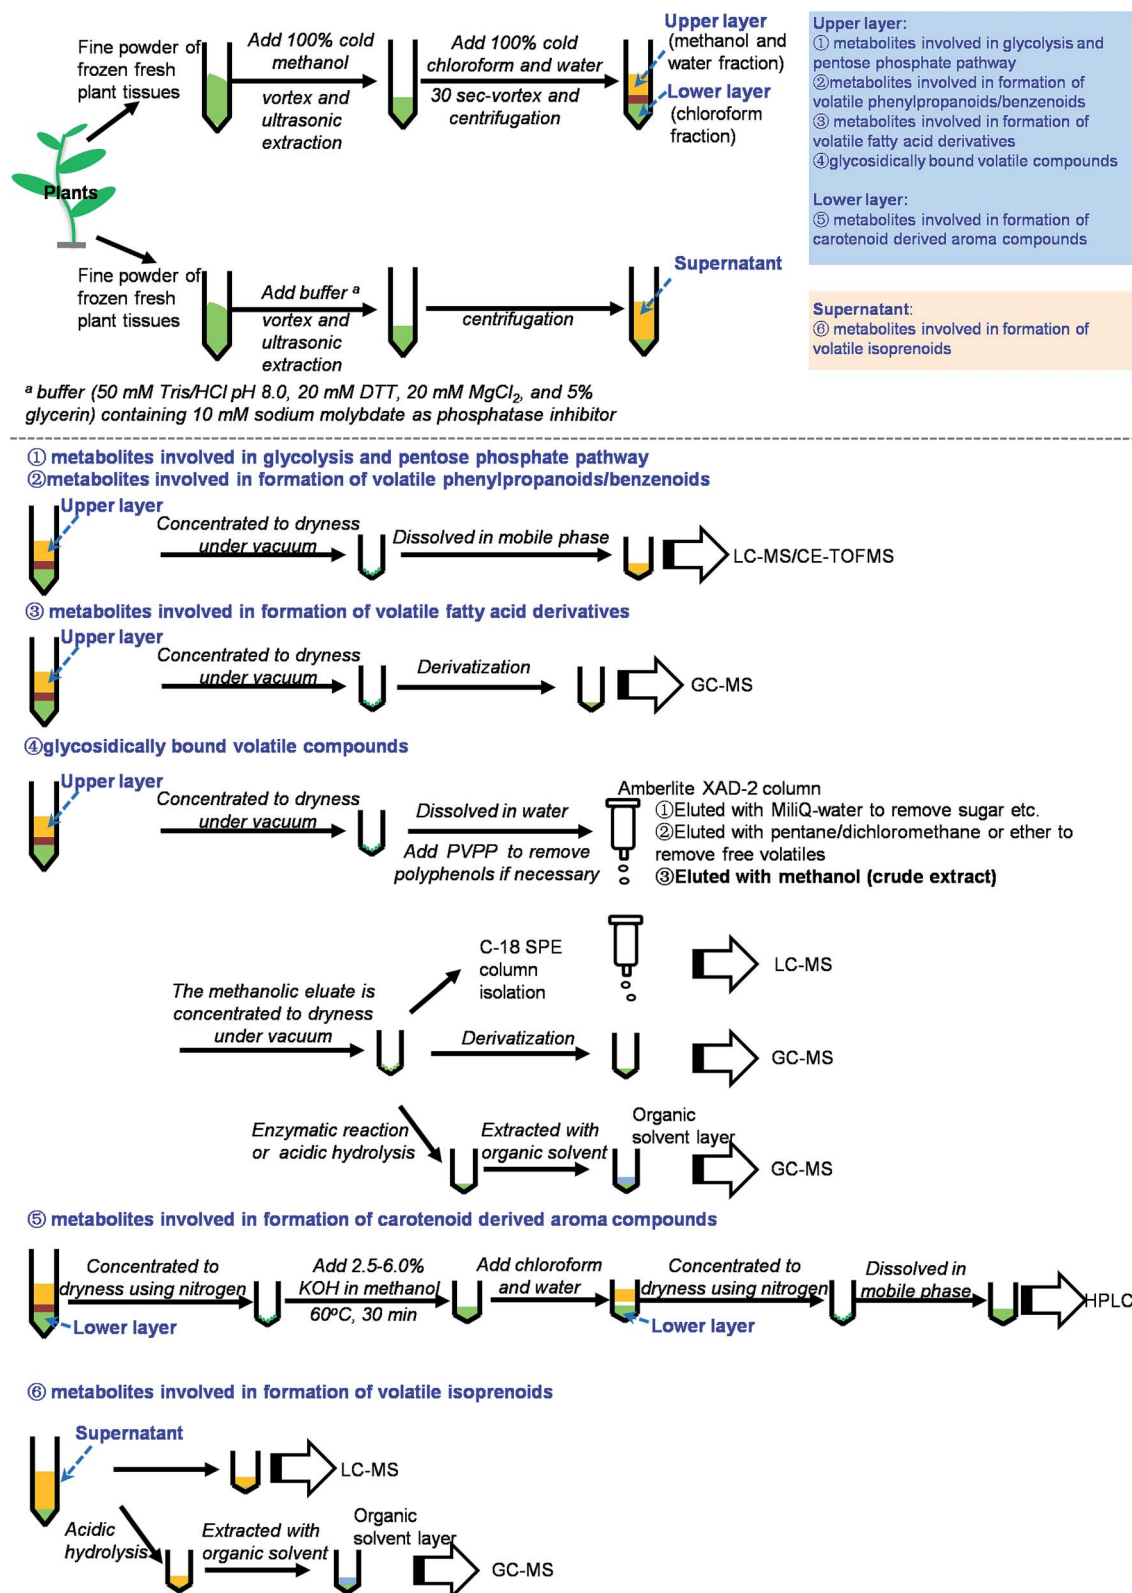 Fine powder of
frozen fresh
plant tissues
Add 100% cold
methanol
vortex and
ultrasonic
extraction
Add 100% cold
chloroform and water
30 sec-vortex and
centrifugation
Upper layer
(methanol and
water fraction)
Lower layer
(chloroform
fraction)
Upper layer:
① metabolites involved in glycolysis and
pentose phosphate pathway
②metabolites involved in formation of
volatile phenylpropanoids/benzenoids
③ metabolites involved in formation of
volatile fatty acid derivatives
④glycosidically bound volatile compounds
Lower layer:
⑤ metabolites involved in formation of
carotenoid derived aroma compounds
Plants
Fine powder of
frozen fresh
plant tissues
Add buffer a
vortex and
ultrasonic
extraction
centrifugation
Supernatant
Supernatant:
⑥ metabolites involved in formation of
volatile isoprenoids
a buffer (50 mM Tris/HCl pH 8.0, 20 mM DTT, 20 mM MgCl2, and 5%
glycerin) containing 10 mM sodium molybdate as phosphatase inhibitor
① metabolites involved in glycolysis and pentose phosphate pathway
②metabolites involved in formation of volatile phenylpropanoids/benzenoids
Upper layer
Concentrated to dryness
under vacuum
Dissolved in mobile phase
LC-MS/CE-TOFMS
③ metabolites involved in formation of volatile fatty acid derivatives
Upper layer
Concentrated to dryness
under vacuum
Derivatization
GC-MS
④glycosidically bound volatile compounds
Upper layer
Concentrated to dryness
under vacuum
Dissolved in water
Add PVPP to remove
polyphenols if necessary
Amberlite XAD-2 column
①Eluted with MiliQ-water to remove sugar etc.
②Eluted with pentane/dichloromethane or ether to
remove free volatiles
③Eluted with methanol (crude extract)
The methanolic eluate is
concentrated to dryness
under vacuum
C-18 SPE
column
isolation
LC-MS
Derivatization
GC-MS
Enzymatic reaction
or acidic hydrolysis
Extracted with
organic solvent
Organic
solvent layer
GC-MS
⑤ metabolites involved in formation of carotenoid derived aroma compounds
Concentrated to
dryness using nitrogen
Add 2.5-6.0%
KOH in methanol
60ºC, 30 min
Add chloroform
and water
Concentrated to
dryness using nitrogen
Dissolved in
mobile phase
HPLC
Lower layer
Lower layer
⑥ metabolites involved in formation of volatile isoprenoids
Supernatant
LC-MS
Acidic
hydrolysis
Extracted with
organic solvent
Organic
solvent layer
GC-MS